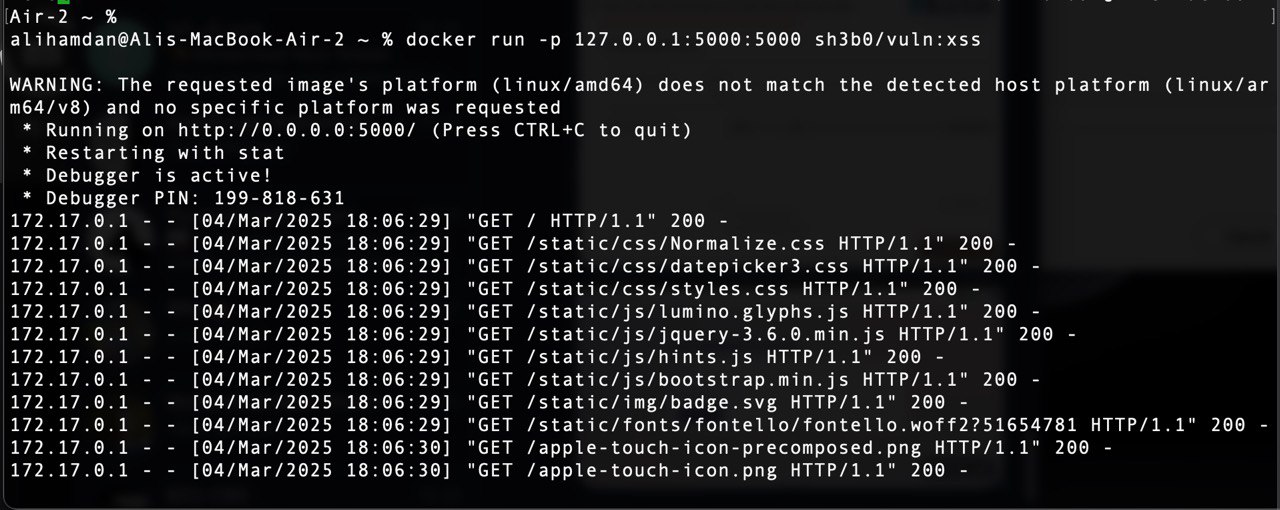 [Air-2 ~ % ]
alihamdan@Alis-MacBook-Air-2 ~ % docker run -p 127.0.0.1:5000:5000 sh3b0/vuln:xss
WARNING: The requested image's platform (linux/amd64) does not match the detected host platform (linux/ar
m64/v8) and no specific platform was requested
 * Running on http://0.0.0.0:5000/ (Press CTRL+C to quit)
 * Restarting with stat
 * Debugger is active!
 * Debugger PIN: 199-818-631
172.17.0.1 - - [04/Mar/2025 18:06:29] "GET / HTTP/1.1" 200 -
172.17.0.1 - - [04/Mar/2025 18:06:29] "GET /static/css/Normalize.css HTTP/1.1" 200 -
172.17.0.1 - - [04/Mar/2025 18:06:29] "GET /static/css/datepicker3.css HTTP/1.1" 200 -
172.17.0.1 - - [04/Mar/2025 18:06:29] "GET /static/css/styles.css HTTP/1.1" 200 -
172.17.0.1 - - [04/Mar/2025 18:06:29] "GET /static/js/lumino.glyphs.js HTTP/1.1" 200 -
172.17.0.1 - - [04/Mar/2025 18:06:29] "GET /static/js/jquery-3.6.0.min.js HTTP/1.1" 200 -
172.17.0.1 - - [04/Mar/2025 18:06:29] "GET /static/js/hints.js HTTP/1.1" 200 -
172.17.0.1 - - [04/Mar/2025 18:06:29] "GET /static/js/bootstrap.min.js HTTP/1.1" 200 -
172.17.0.1 - - [04/Mar/2025 18:06:29] "GET /static/img/badge.svg HTTP/1.1" 200 -
172.17.0.1 - - [04/Mar/2025 18:06:29] "GET /static/fonts/fontello/fontello.woff2?51654781 HTTP/1.1" 200 -
172.17.0.1 - - [04/Mar/2025 18:06:30] "GET /apple-touch-icon-precomposed.png HTTP/1.1" 200 -
172.17.0.1 - - [04/Mar/2025 18:06:30] "GET /apple-touch-icon.png HTTP/1.1" 200 -